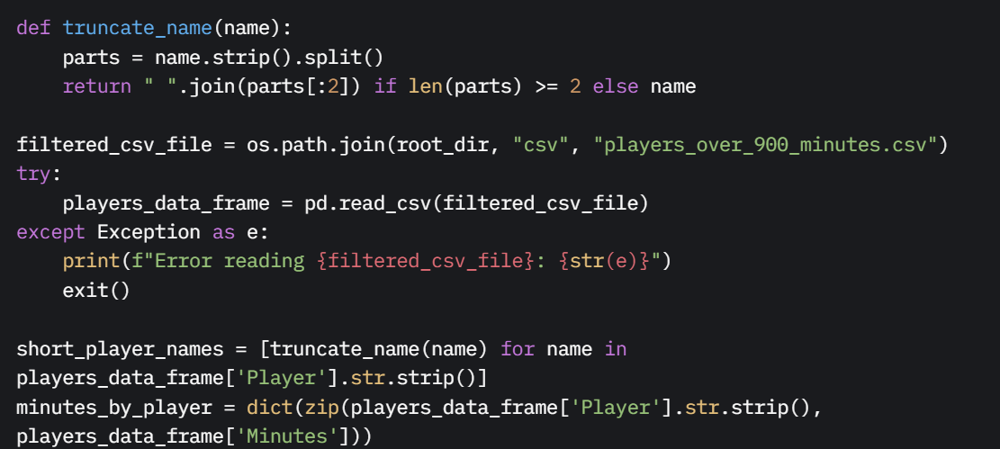 def truncate_name(name):
    parts = name.strip().split()
    return " ".join(parts[:2]) if len(parts) >= 2 else name

filtered_csv_file = os.path.join(root_dir, "csv", "players_over_900_minutes.csv")
try:
    players_data_frame = pd.read_csv(filtered_csv_file)
except Exception as e:
    print(f"Error reading {filtered_csv_file}: {str(e)}")
    exit()

short_player_names = [truncate_name(name) for name in
players_data_frame['Player'].str.strip()]
minutes_by_player = dict(zip(players_data_frame['Player'].str.strip(),
players_data_frame['Minutes']))